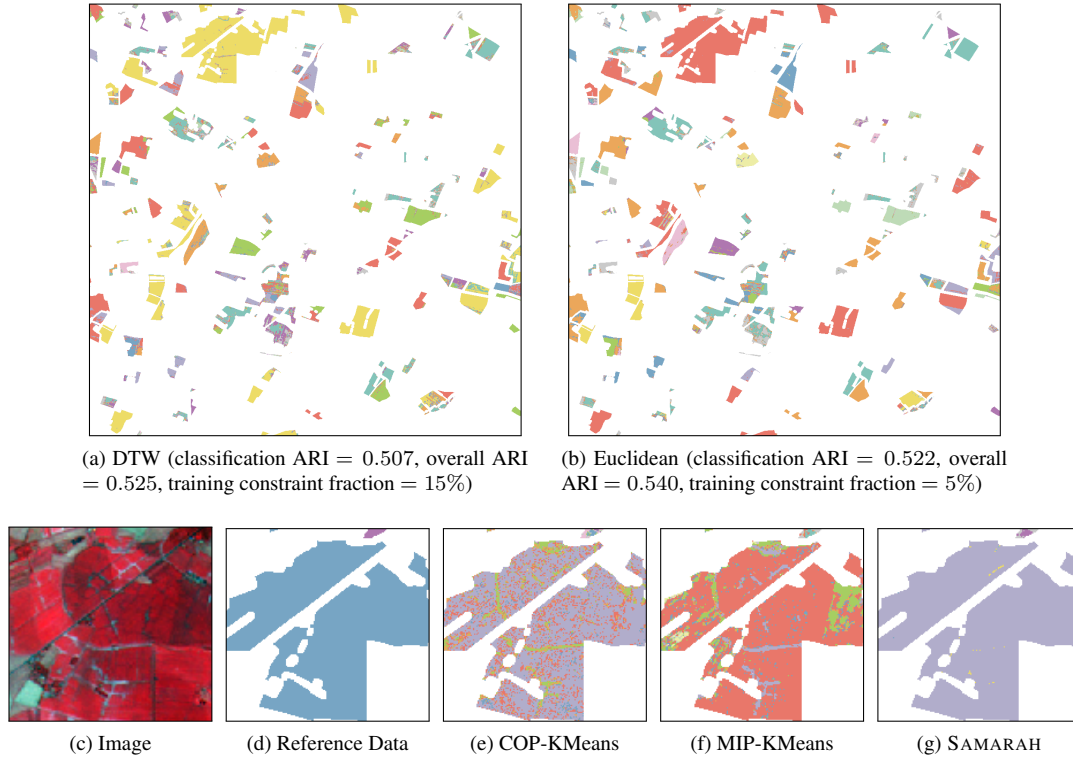 (a) DTW (classification ARI = 0.507, overall ARI
= 0.525, training constraint fraction = 15%)
(b) Euclidean (classification ARI = 0.522, overall
ARI = 0.540, training constraint fraction = 5%)
(c) Image
(d) Reference Data
(e) COP-KMeans
(f) MIP-KMeans
(g) SAMARAH